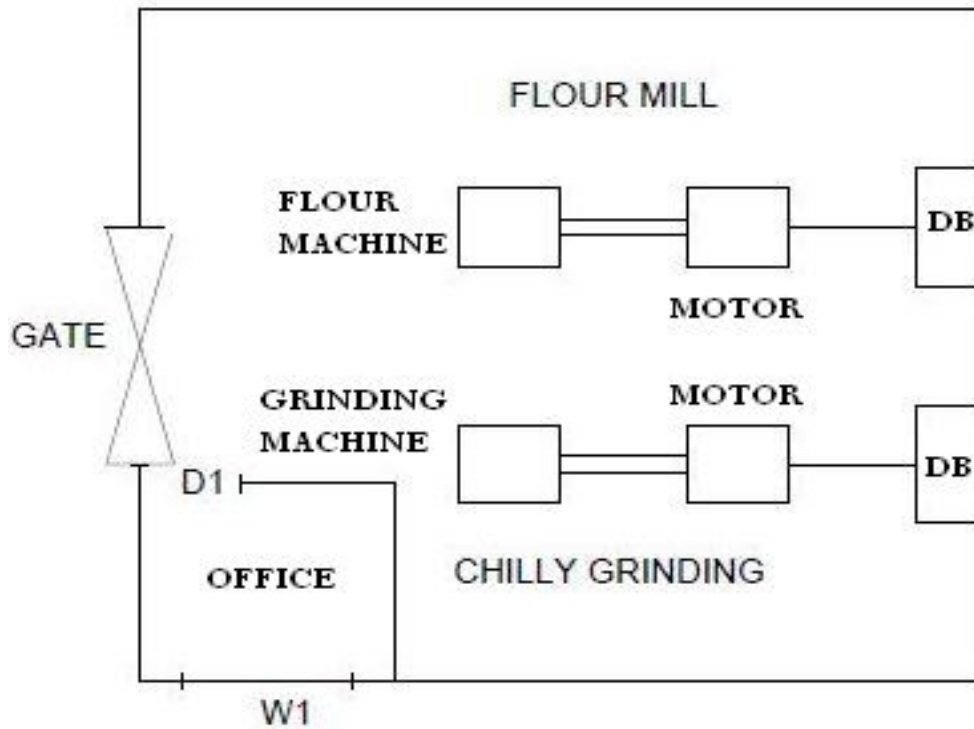 FLOUR MILL
FLOUR
MACHINE
DB
MOTOR
GATE
GRINDING
MACHINE
MOTOR
DB
D1
OFFICE
CHILLY GRINDING
W1